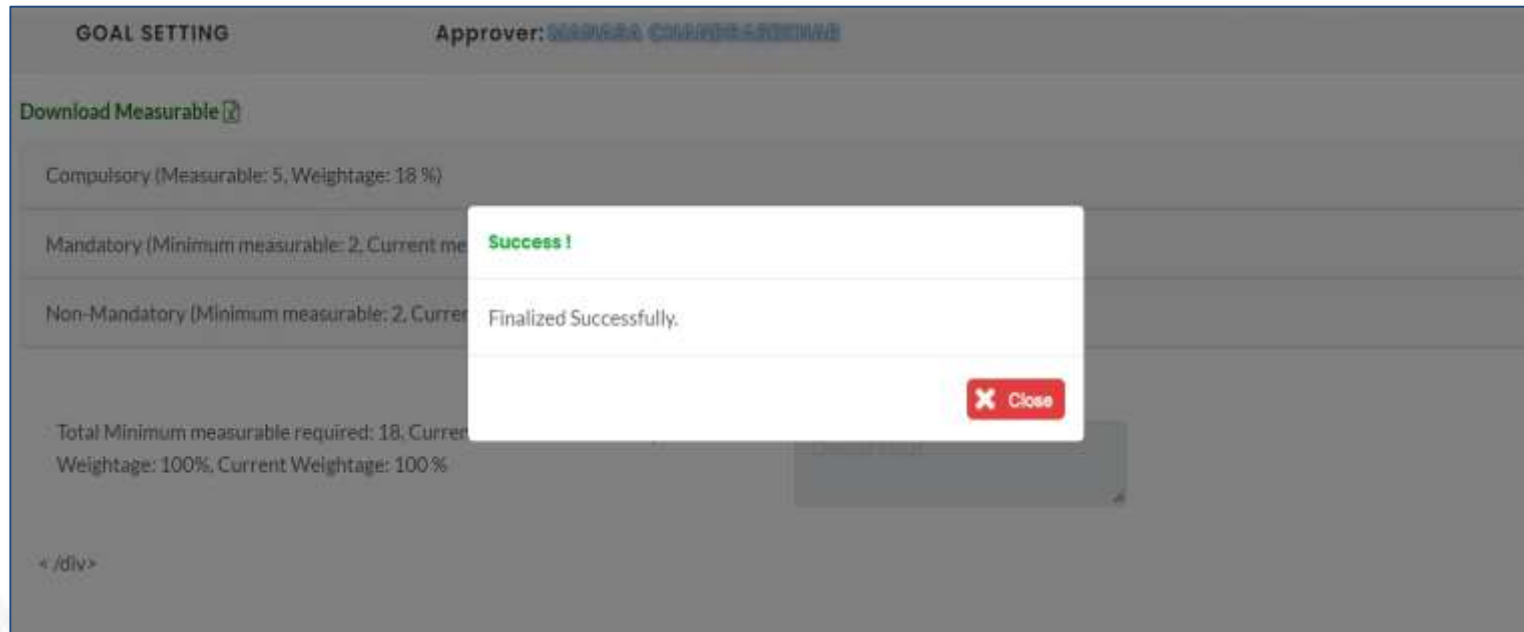 GOAL SETTING
Approver:
Download Measurable
Compulsory (Measurable: 5, Weightage: 18 %)
Mandatory (Minimum measurable: 2, Current me
Non-Mandatory (Minimum measurable: 2, Curren
Success !
Finalized Successfully.
Close
Total Minimum measurable required: 18, Curren
Weightage: 100%, Current Weightage: 100 %
< /div>